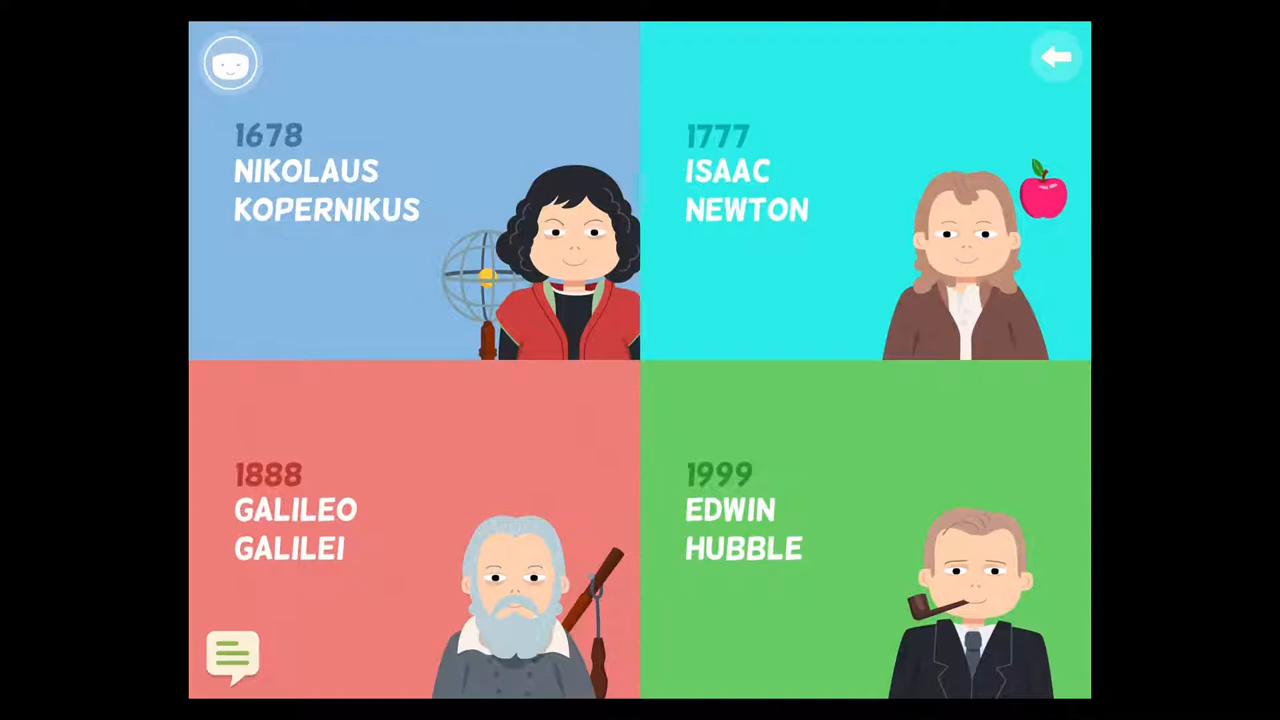 1678
NIKOLAUS
KOPERNIKUS
1777
ISAAC
NEWTON
1888
GALILEO
GALILEI
1999
EDWIN
HUBBLE